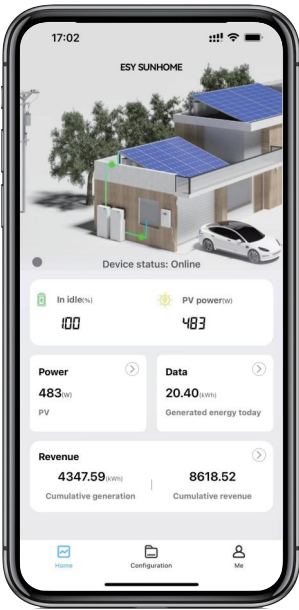 17:02
ESY SUNHOME
Device status: Online
In idle(%)
PV power(w)
100
483
Power
Data
483(W)
20.40(kWh)
PV
Generated energy today
Revenue
4347.59(kWh)
8618.52
Cumulative generation
Cumulative revenue
Home
Configuration
Me